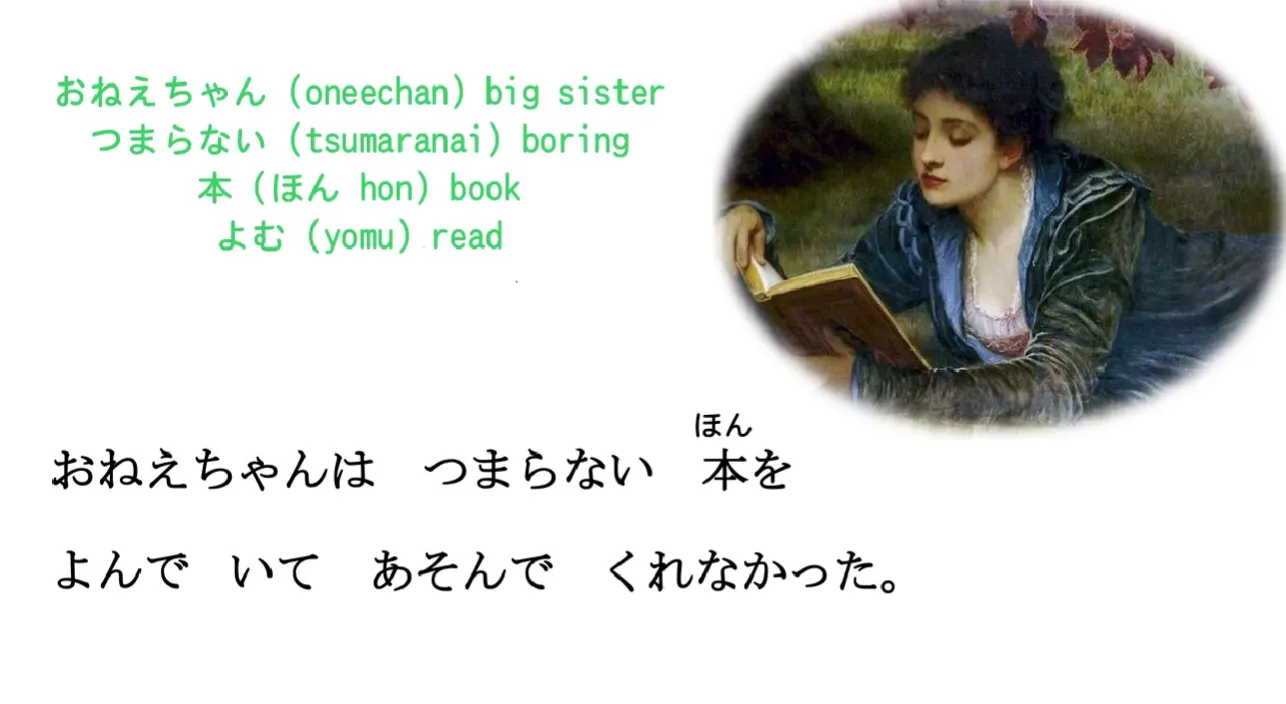 おねえちゃん (oneechan) big sister
つまらない (tsumaranai) boring
本 (ほん hon) book
よむ (yomu) read
ほん
おねえちゃんは　つまらない　本を
よんで　いて　あそんで　くれなかった。